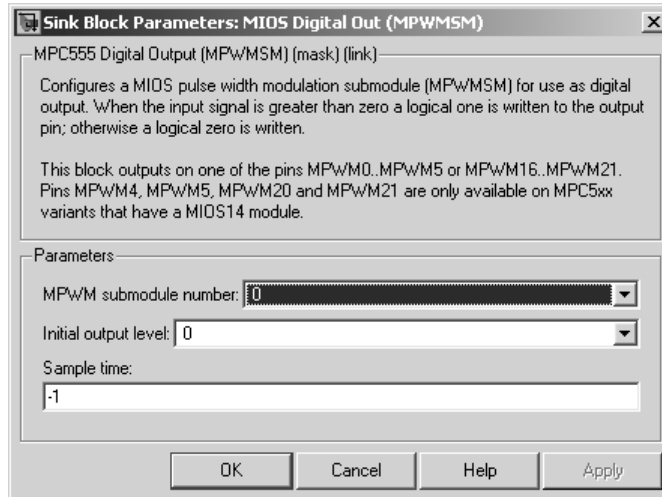 Sink Block Parameters: MIOS Digital Out (MPWMSM)
MPC555 Digital Output (MPWMSM) (mask) (link)
Configures a MIOS pulse width modulation submodule (MPWMSM) for use as digital
output. When the input signal is greater than zero a logical one is written to the output
pin; otherwise a logical zero is written.
This block outputs on one of the pins MPWM0..MPWM5 or MPWM16..MPWM21.
Pins MPWM4, MPWM5, MPWM20 and MPWM21 are only available on MPC5xx
variants that have a MIOS14 module.
Parameters
MPWM submodule number: 0
Initial output level: 0
Sample time:
-1
OK Cancel Help Apply